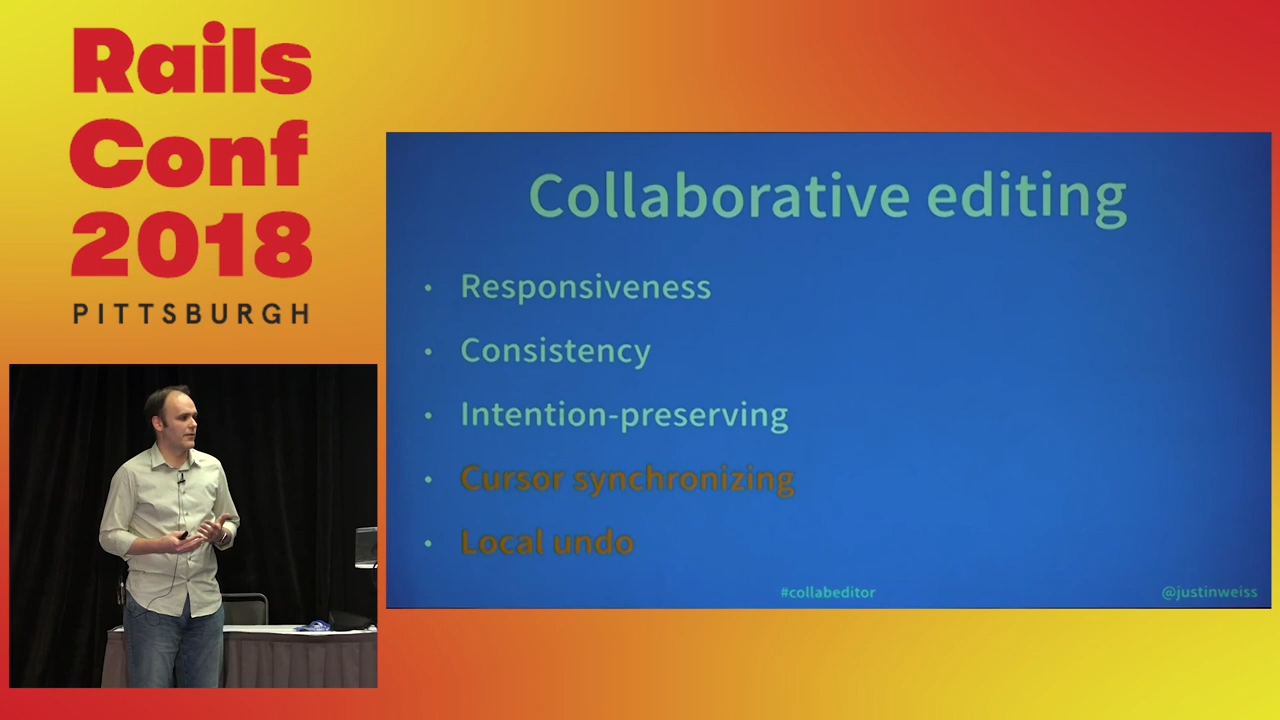 Rails
Conf
2018
PITTSBURGH
Collaborative editing
• Responsiveness
• Consistency
• Intention-preserving
• Cursor synchronizing
• Local undo
#collabeditor
@justinweiss